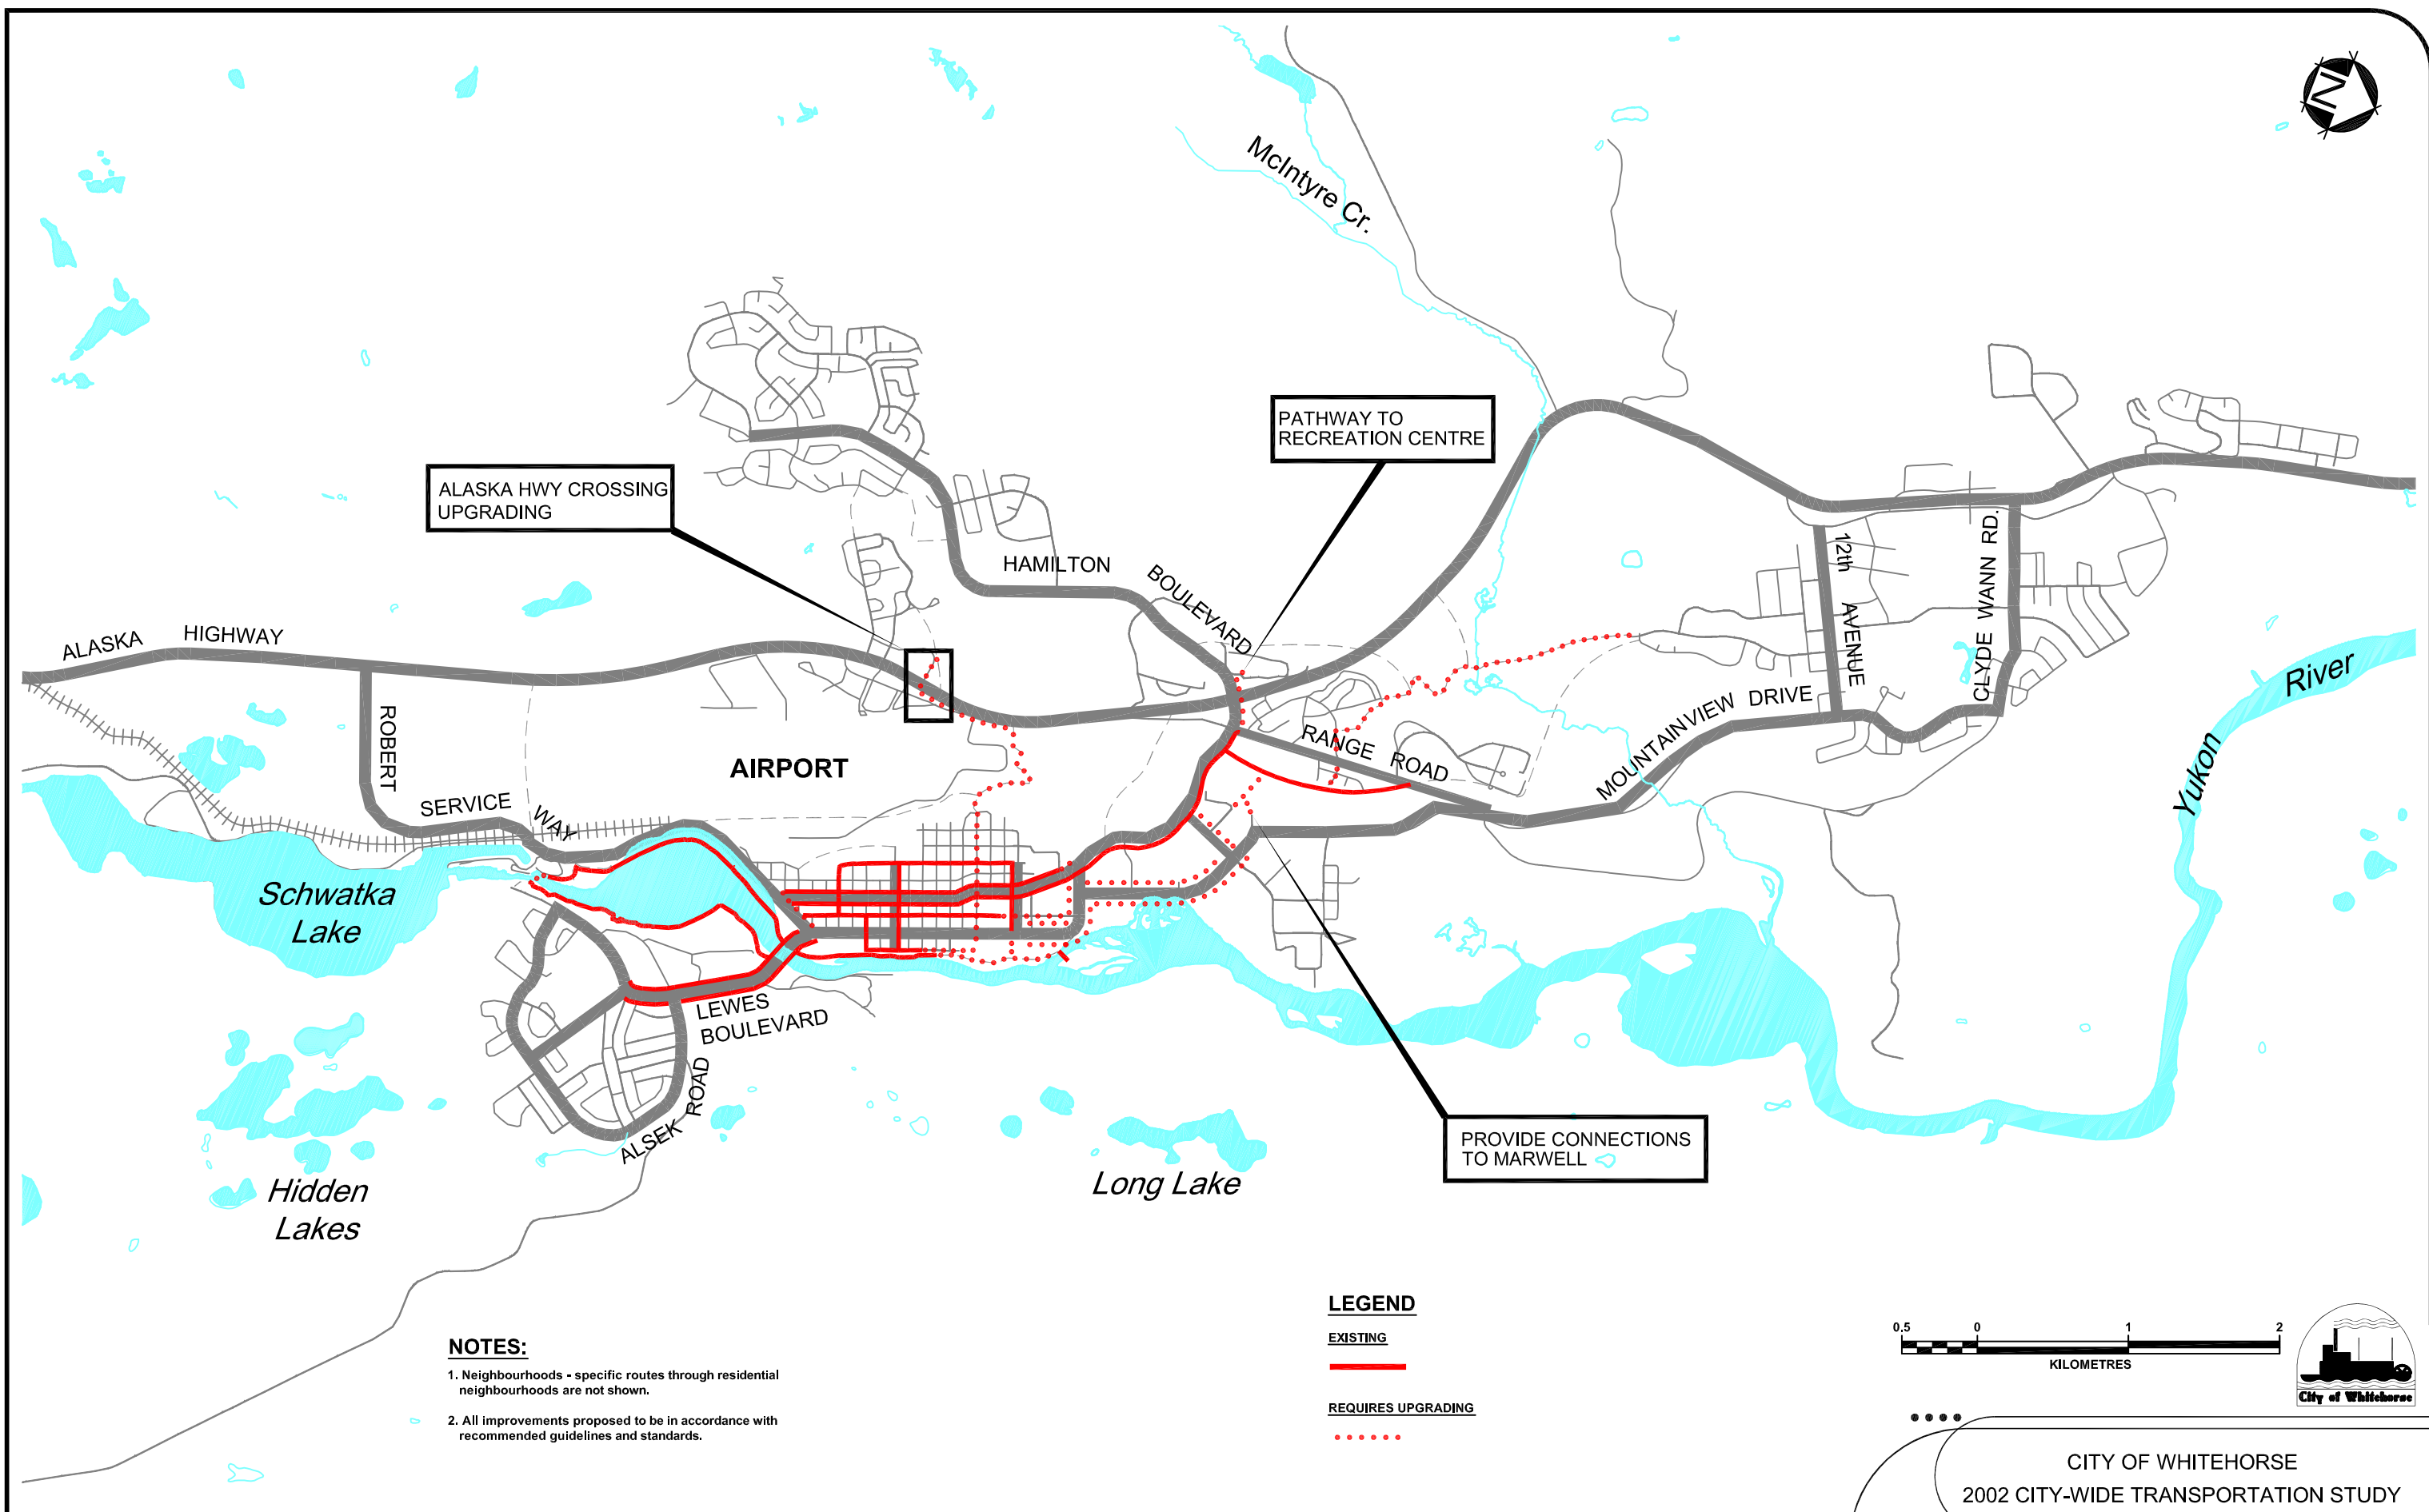 N
McIntyre Cr.
PATHWAY TO
RECREATION CENTRE
ALASKA HWY CROSSING
UPGRADING
HAMILTON BOULEVARD
12th AVENUE
CLYDE WANN RD.
ALASKA HIGHWAY
ROBERT SERVICE WAY
AIRPORT
RANGE ROAD
MOUNTAINVIEW DRIVE
Yukon River
Schwatka
Lake
LEWES
BOULEVARD
ALSEK ROAD
PROVIDE CONNECTIONS
TO MARWELL
Long Lake
Hidden
Lakes
NOTES:
1. Neighbourhoods - specific routes through residential
neighbourhoods are not shown.
2. All improvements proposed to be in accordance with
recommended guidelines and standards.
LEGEND
EXISTING
REQUIRES UPGRADING
0.5 0 1 2
KILOMETRES
City of Whitehorse
CITY OF WHITEHORSE
2002 CITY-WIDE TRANSPORTATION STUDY